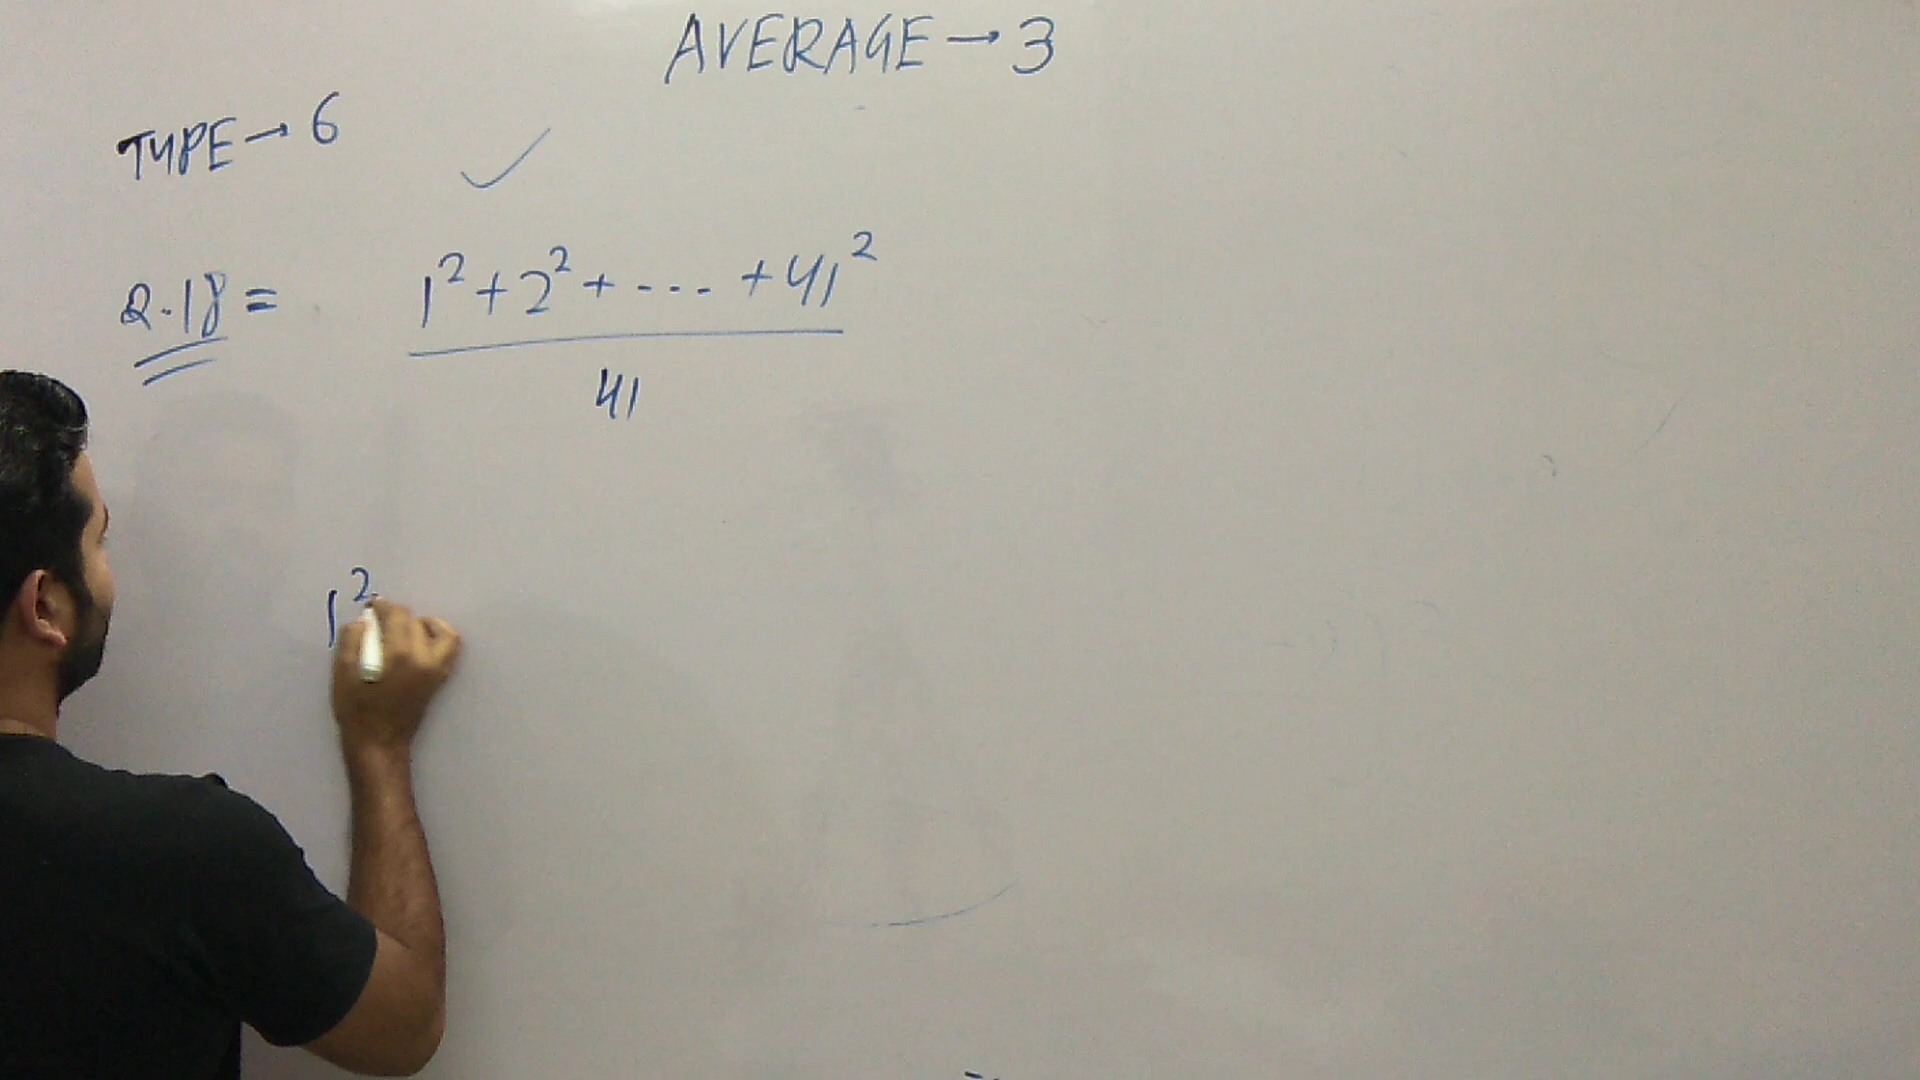 AVERAGE → 3
TYPE → 6
Q.18 = 1² + 2² + ... + 41²
41
1²